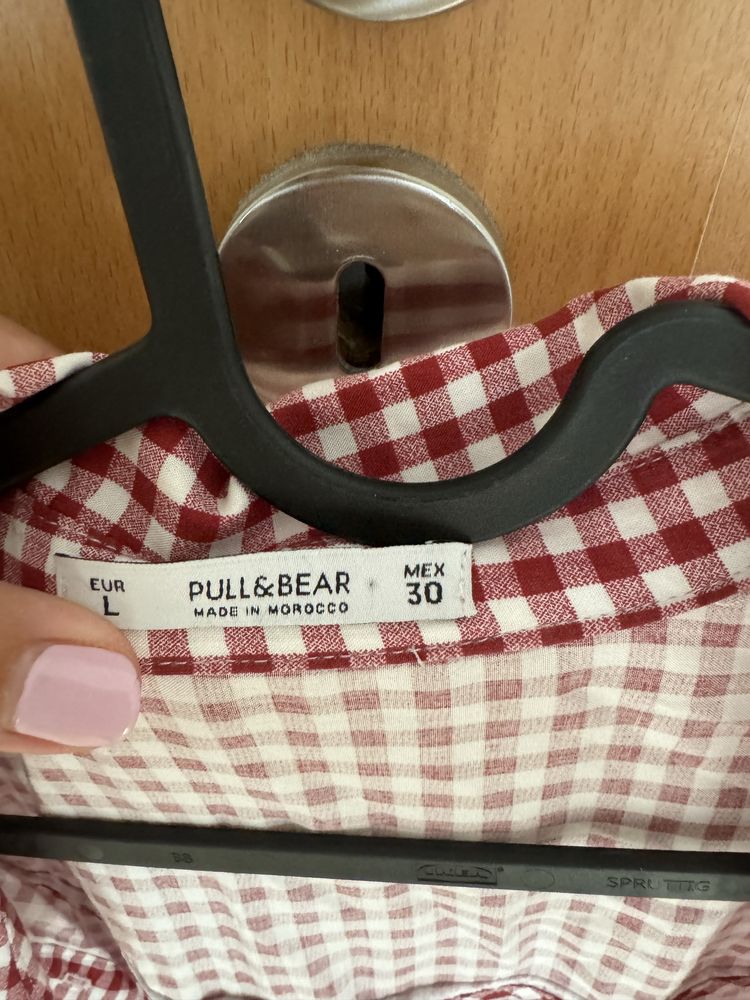 EUR
L
PULL&BEAR
MADE IN MOROCCO
MEX
30
SPRUTTIG